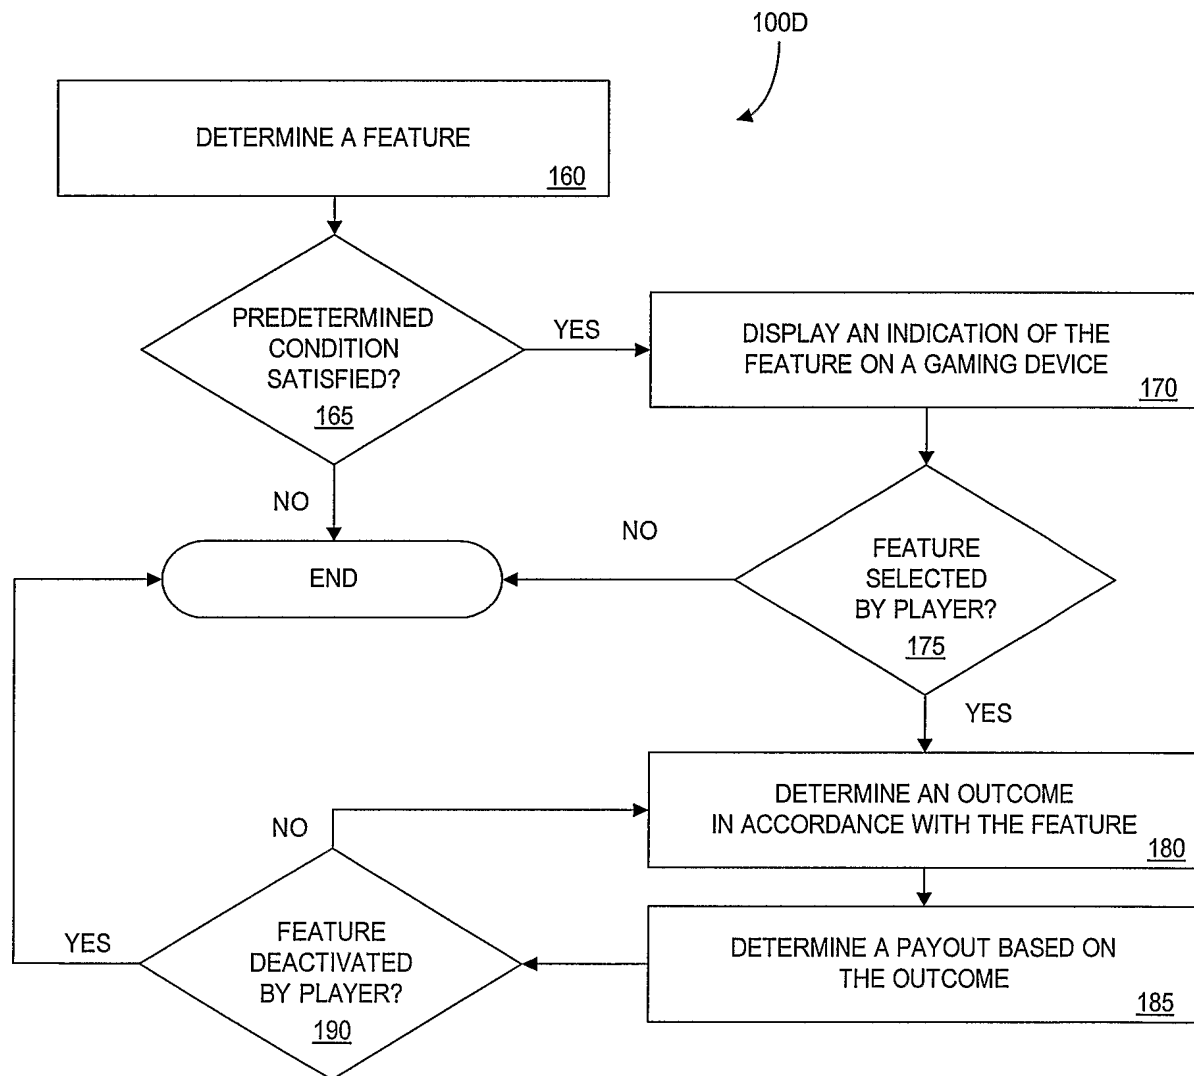 100D
DETERMINE A FEATURE
160
PREDETERMINED
CONDITION
SATISFIED?
165
YES
DISPLAY AN INDICATION OF THE
FEATURE ON A GAMING DEVICE
170
NO
END
NO
FEATURE
SELECTED
BY PLAYER?
175
YES
DETERMINE AN OUTCOME
IN ACCORDANCE WITH THE FEATURE
180
DETERMINE A PAYOUT BASED ON
THE OUTCOME
185
NO
FEATURE
DEACTIVATED
BY PLAYER?
190
YES